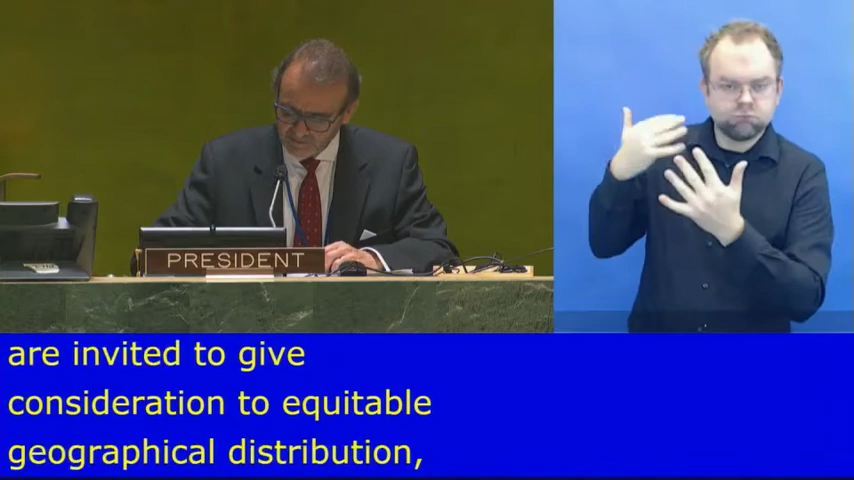 PRESIDENT
are invited to give
consideration to equitable
geographical distribution,